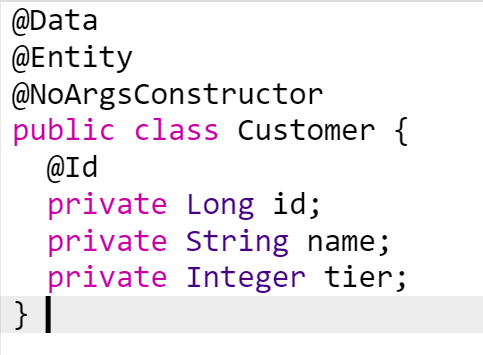 @Data
@Entity
@NoArgsConstructor
public class Customer {
  @Id
  private Long id;
  private String name;
  private Integer tier;
}